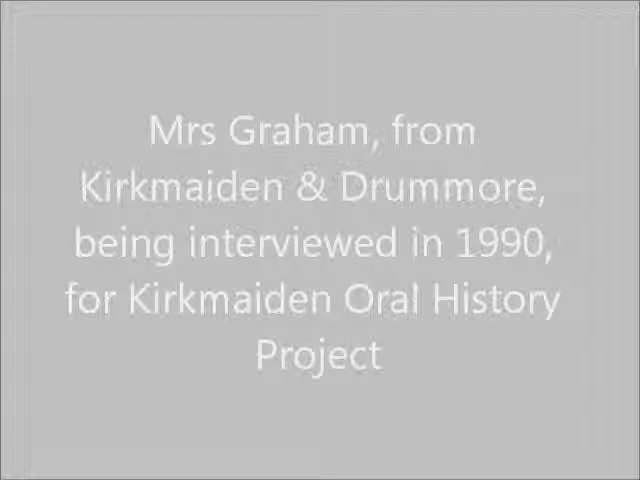 Mrs Graham, from
Kirkmaiden & Drummore,
being interviewed in 1990,
for Kirkmaiden Oral History
Project